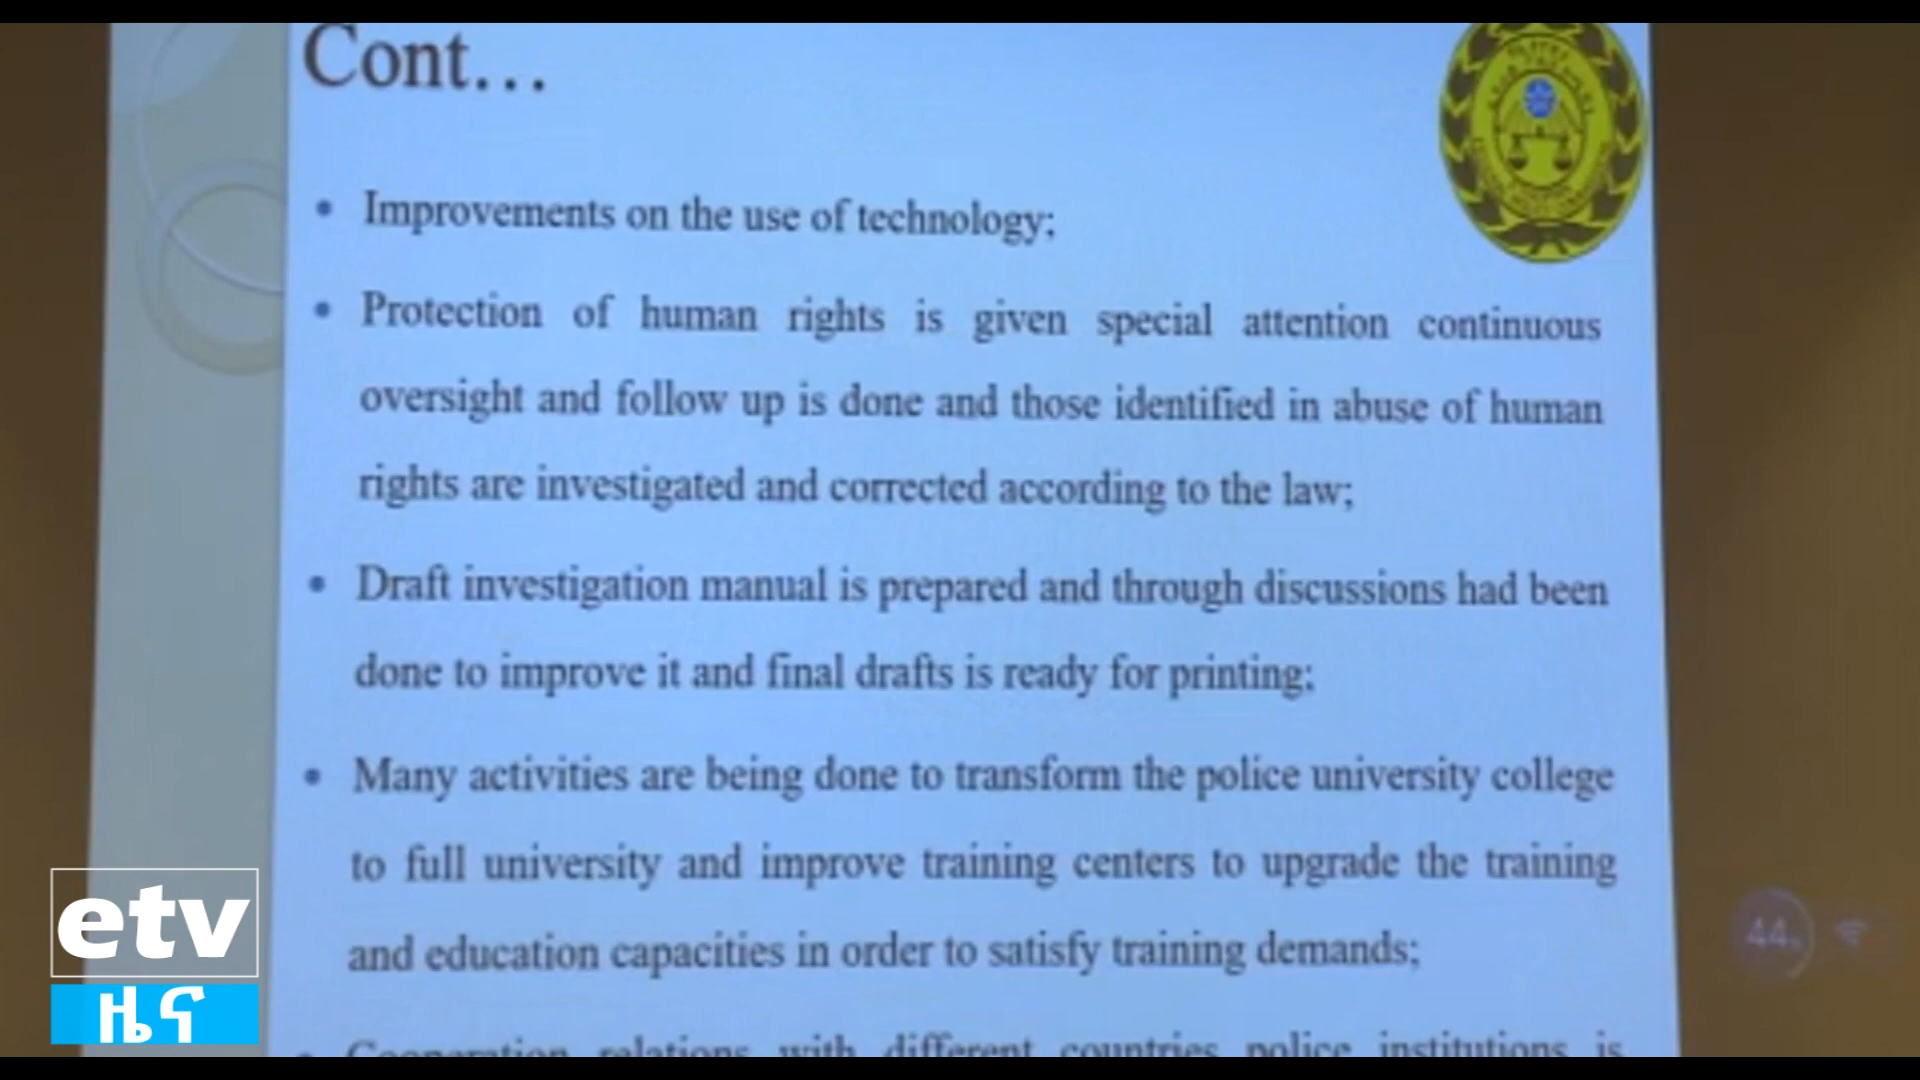 Cont...
• Improvements on the use of technology;
• Protection of human rights is given special attention continuous
oversight and follow up is done and those identified in abuse of human
rights are investigated and corrected according to the law;
• Draft investigation manual is prepared and through discussions had been
done to improve it and final drafts is ready for printing;
• Many activities are being done to transform the police university college
to full university and improve training centers to upgrade the training
and education capacities in order to satisfy training demands;
• Cooperation relations with different countries police institutions is
44
etv
ዜና